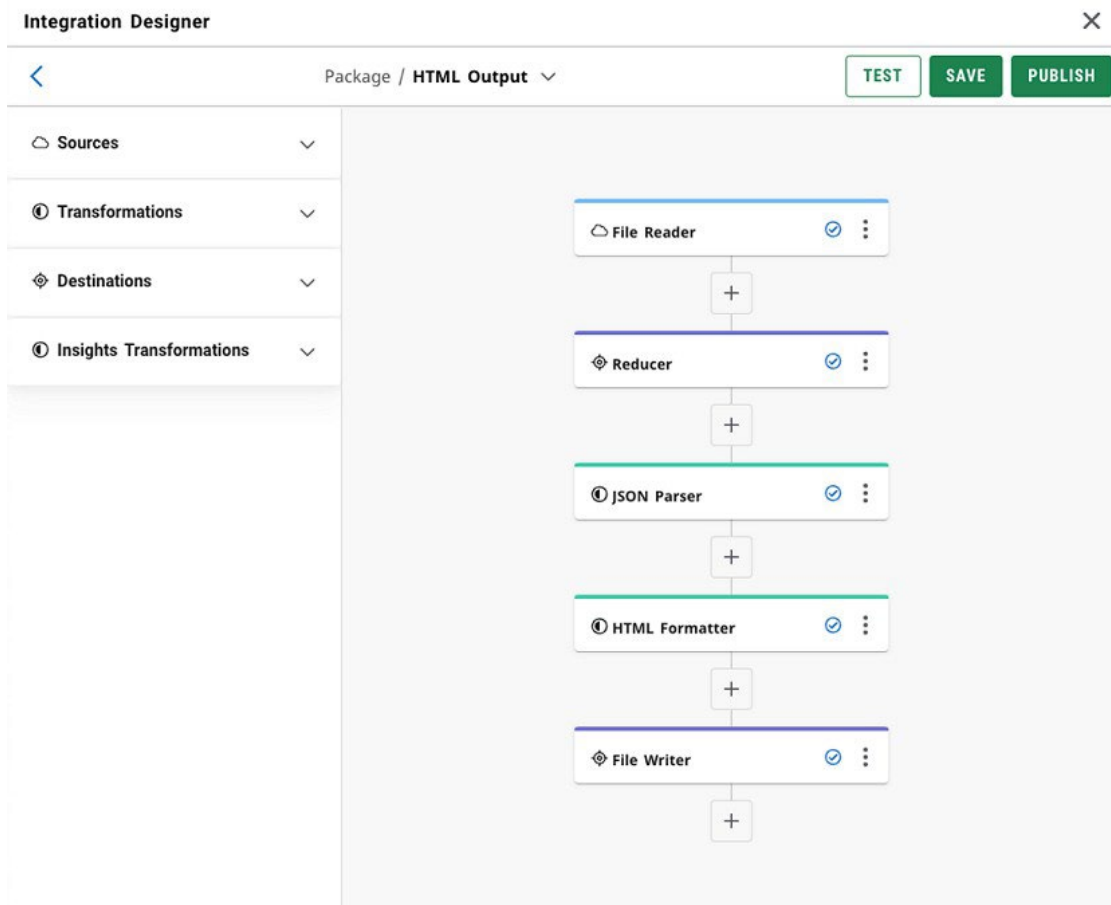 Integration Designer
Package / HTML Output
TEST
SAVE
PUBLISH
Sources
Transformations
Destinations
Insights Transformations
File Reader
Reducer
JSON Parser
HTML Formatter
File Writer